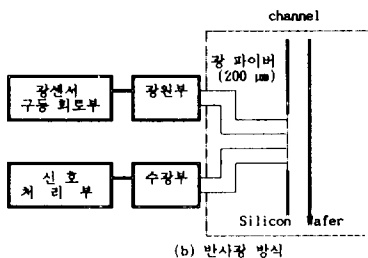 channel
광 파이버
(200 μm)
광센서
구동 회로부
광원부
신 호
처 리 부
수광부
Silicon Wafer
(b) 반사광 방식